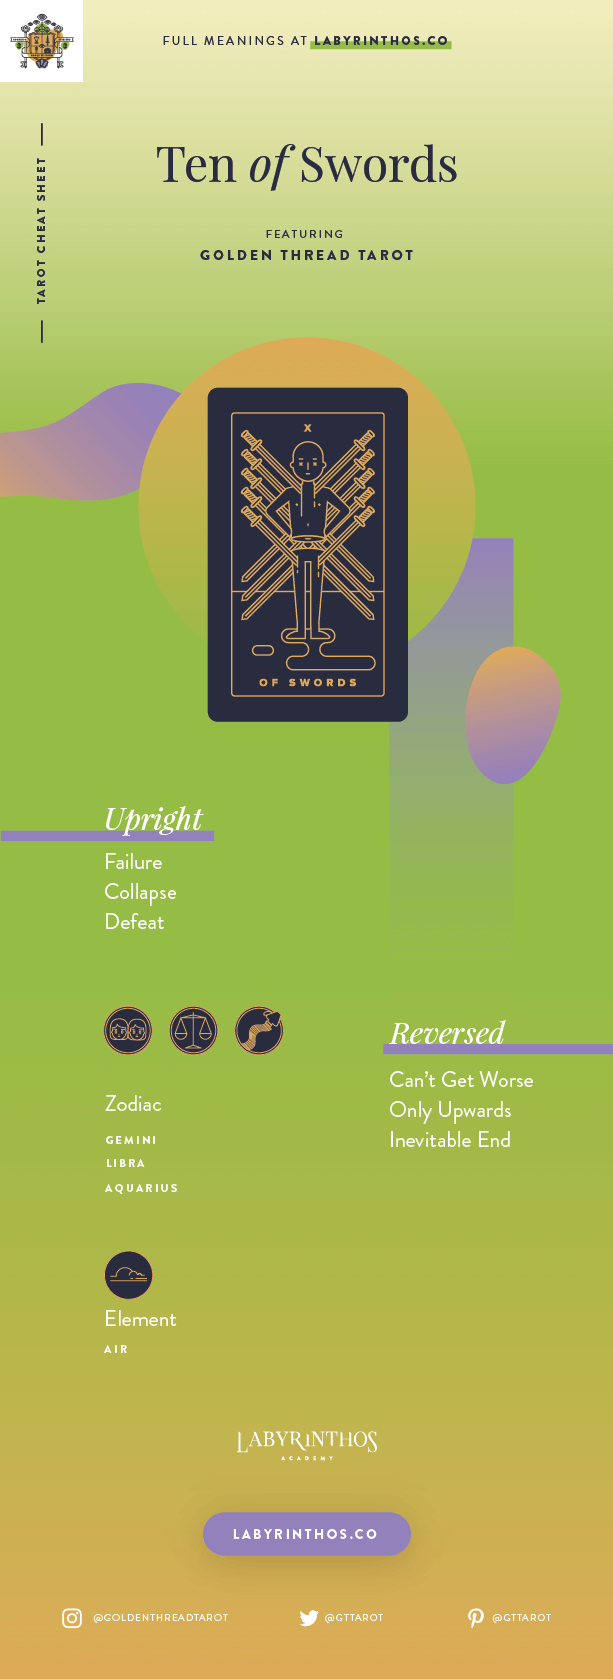 FULL MEANINGS AT LABYRINTHOS.CO
TAROT CHEAT SHEET
Ten of Swords
FEATURING
GOLDEN THREAD TAROT
X
OF SWORDS
Upright
Failure
Collapse
Defeat
Reversed
Can't Get Worse
Only Upwards
Inevitable End
Zodiac
GEMINI
LIBRA
AQUARIUS
Element
AIR
LABYRINTHOS
ACADEMY
LABYRINTHOS.CO
@GOLDENTHREADTAROT
@GTTAROT
@GTTAROT